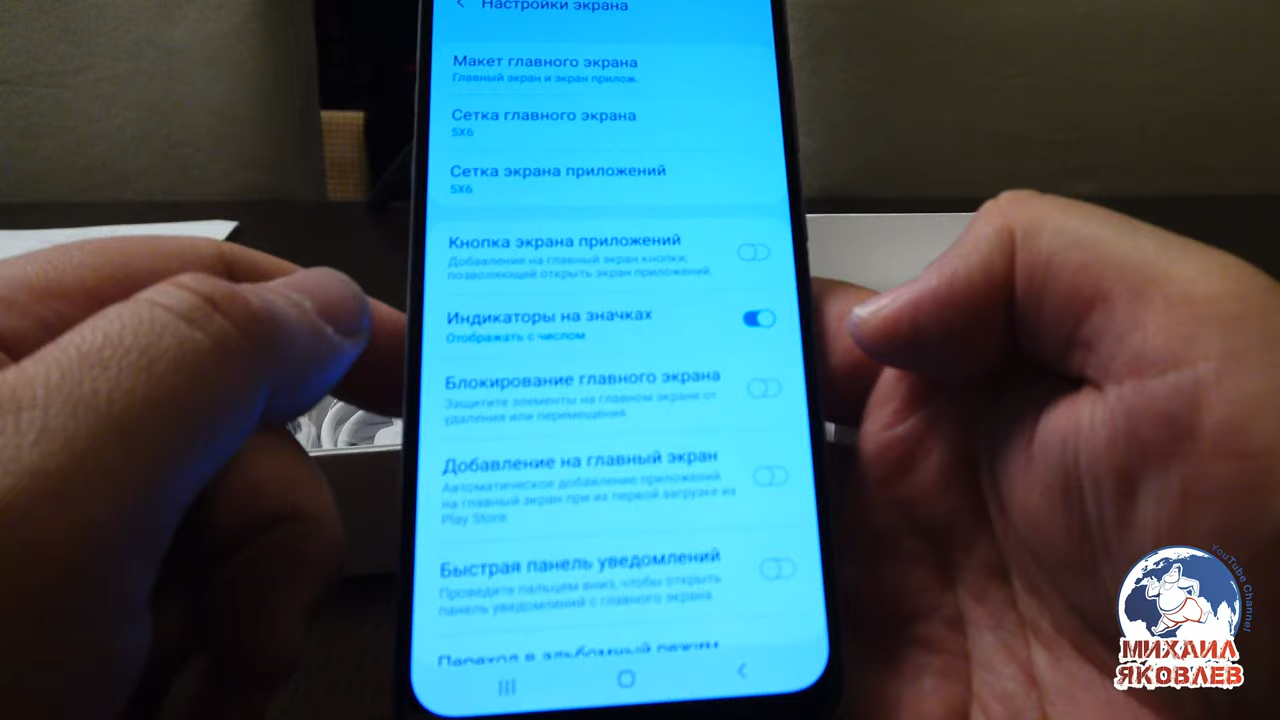 Настройки экрана
Макет главного экрана
Главный экран и экран прилож.
Сетка главного экрана
5X6
Сетка экрана приложений
5X6
Кнопка экрана приложений
Добавление на главный экран кнопки,
позволяющей открыть экран приложений.
Индикаторы на значках
Отображать с числом
Блокирование главного экрана
Защитите элементы на главном экране от
удаления или перемещения.
Добавление на главный экран
Автоматическое добавление приложений
на главный экран при их первой загрузке из
Play Store.
Быстрая панель уведомлений
Проведите пальцем вниз, чтобы открыть
панель уведомлений с главного экрана.
Переход в альбомный режим
YouTube Channel
МИХАИЛ
ЯКОВЛЕВ